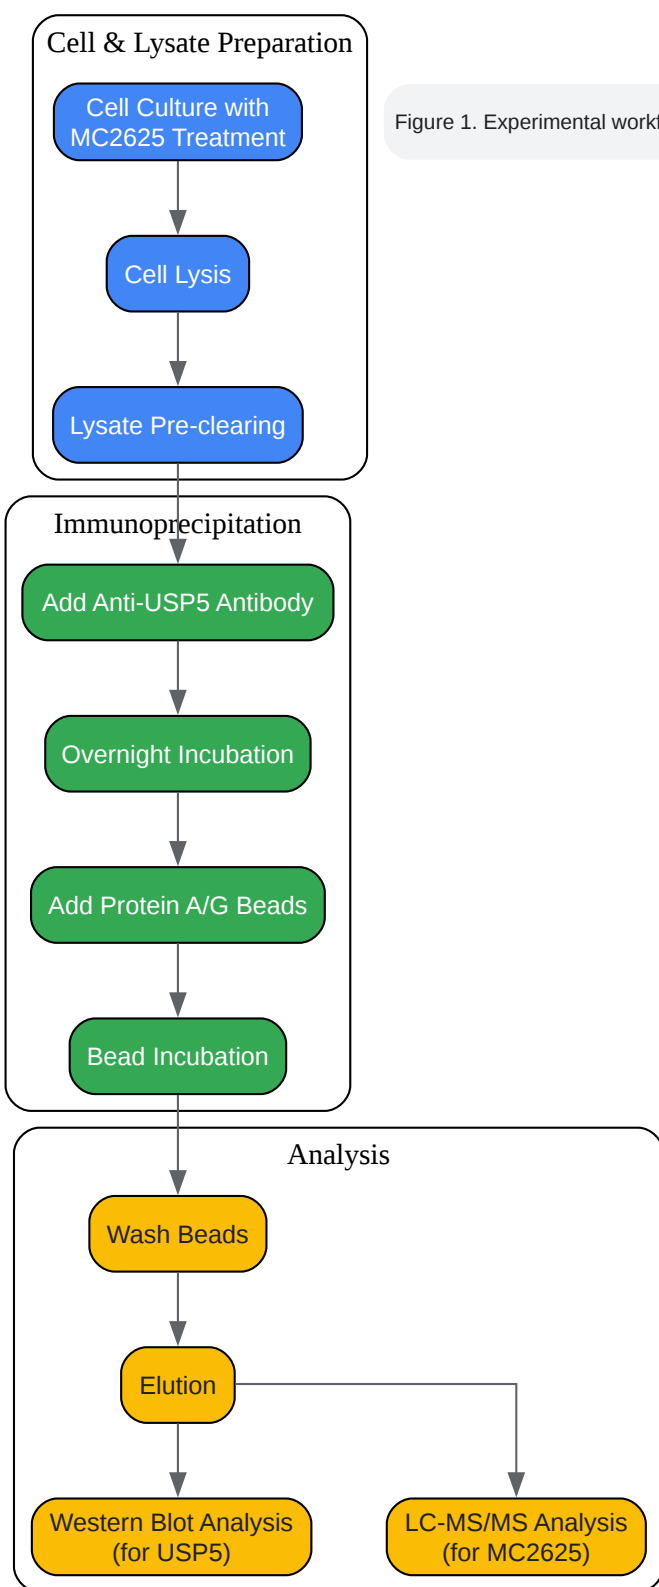 Cell & Lysate Preparation
Cell Culture with
MC2625 Treatment
Figure 1. Experimental
Cell Lysis
Lysate Pre-clearing
Immunoprecipitation
Add Anti-USP5 Antibody
Overnight Incubation
Add Protein A/G Beads
Bead Incubation
Analysis
Wash Beads
Elution
Western Blot Analysis
(for USP5)
LC-MS/MS Analysis
(for MC2625)